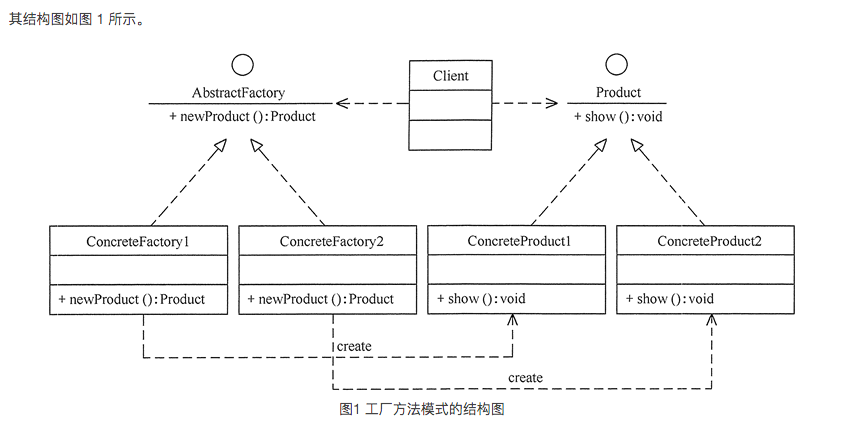 其结构图如图 1 所示。
Client
AbstractFactory
Product
+ newProduct (): Product
+ show (): void
ConcreteFactory1
ConcreteFactory2
ConcreteProduct1
ConcreteProduct2
+ newProduct (): Product
+ newProduct (): Product
+ show (): void
+ show (): void
create
create
图1 工厂方法模式的结构图